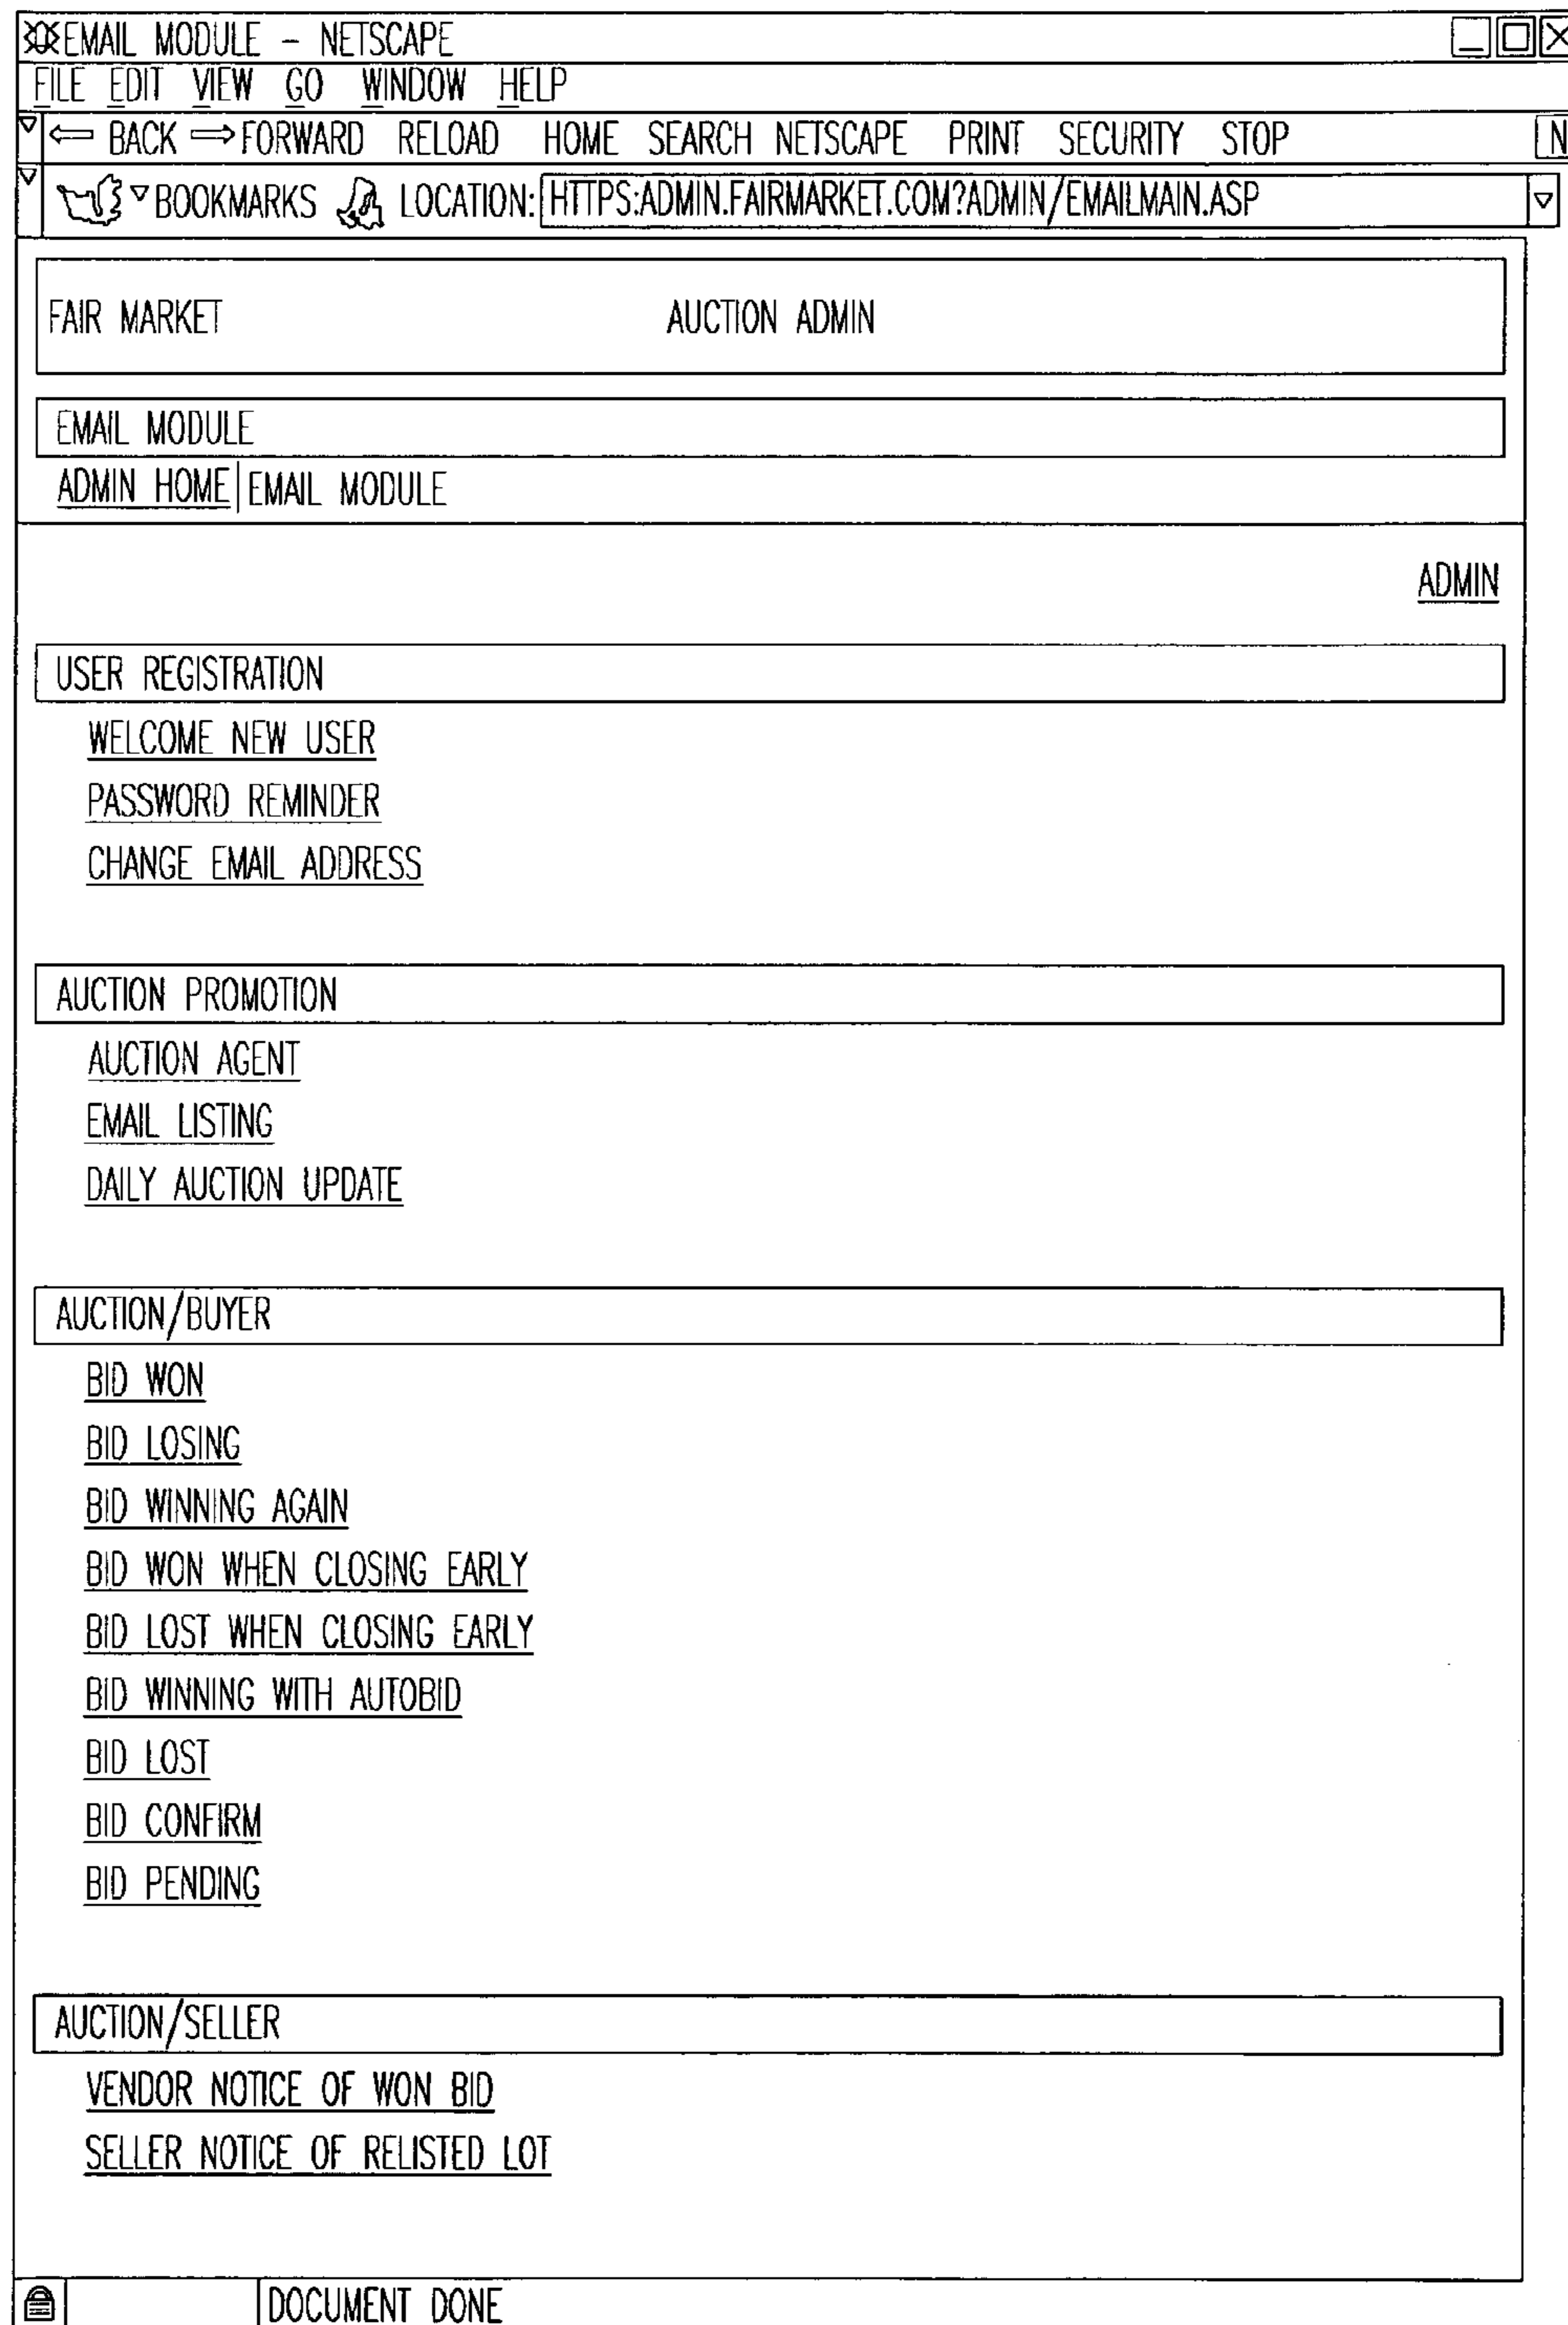 EMAIL MODULE – NETSCAPE
FILE EDIT VIEW GO WINDOW HELP
BACK FORWARD RELOAD HOME SEARCH NETSCAPE PRINT SECURITY STOP N
BOOKMARKS LOCATION: HTTPS:ADMIN.FAIRMARKET.COM?ADMIN/EMAILMAIN.ASP
FAIR MARKET AUCTION ADMIN
EMAIL MODULE
ADMIN HOME|EMAIL MODULE
ADMIN
USER REGISTRATION
WELCOME NEW USER
PASSWORD REMINDER
CHANGE EMAIL ADDRESS
AUCTION PROMOTION
AUCTION AGENT
EMAIL LISTING
DAILY AUCTION UPDATE
AUCTION/BUYER
BID WON
BID LOSING
BID WINNING AGAIN
BID WON WHEN CLOSING EARLY
BID LOST WHEN CLOSING EARLY
BID WINNING WITH AUTOBID
BID LOST
BID CONFIRM
BID PENDING
AUCTION/SELLER
VENDOR NOTICE OF WON BID
SELLER NOTICE OF RELISTED LOT
DOCUMENT DONE